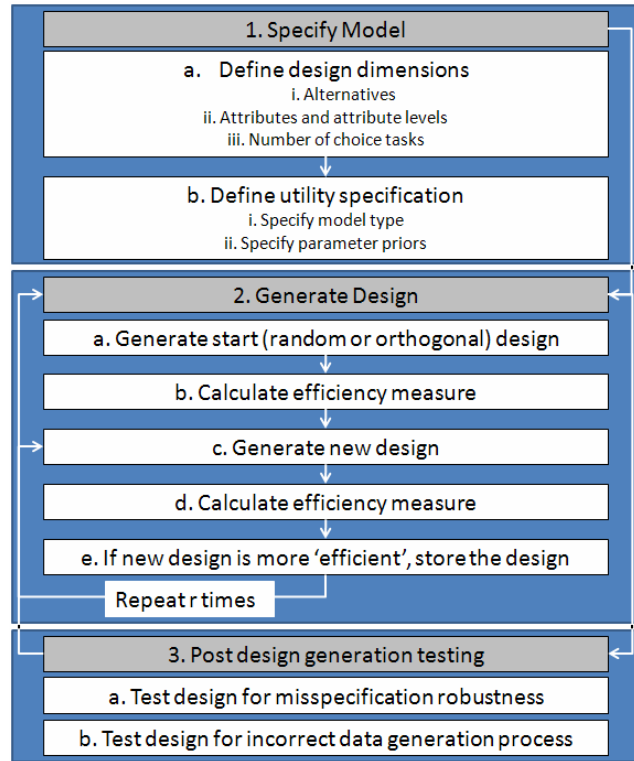 1. Specify Model
a. Define design dimensions
i. Alternatives
ii. Attributes and attribute levels
iii. Number of choice tasks
b. Define utility specification
i. Specify model type
ii. Specify parameter priors
2. Generate Design
a. Generate start (random or orthogonal) design
b. Calculate efficiency measure
c. Generate new design
d. Calculate efficiency measure
e. If new design is more ‘efficient’, store the design
Repeat r times
3. Post design generation testing
a. Test design for misspecification robustness
b. Test design for incorrect data generation process